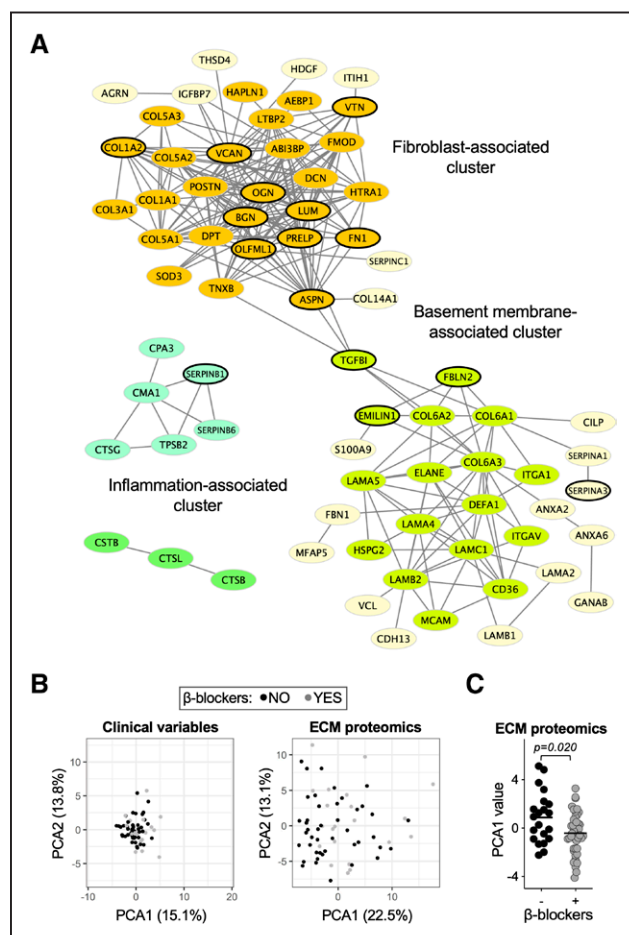 A
THSD4
HDGF
ITIH1
AGRN
IGFBP7
HAPLN1
AEBP1
VTN
COL5A3
LTBP2
COL1A2
VCAN
ABI3BP
FMOD
Fibroblast-associated
cluster
COL5A2
POSTN
OGN
DCN
HTRA1
COL3A1
COL1A1
BGN
LUM
COL5A1
DPT
OLFML1
PRELP
FN1
SERPINC1
SOD3
TNXB
ASPN
COL14A1
Basement membrane-
associated cluster
CPA3
TGFBI
SERPINB1
FBLN2
CMA1
EMILIN1
COL6A2
COL6A1
CILP
SERPINB6
CTSG
TPSB2
S100A9
COL6A3
SERPINA1
Inflammation-associated
cluster
LAMA5
ELANE
ITGA1
SERPINA3
DEFA1
ANXA2
FBN1
LAMA4
ITGAV
ANXA6
CSTB
CTSL
CTSB
MFAP5
HSPG2
LAMC1
LAMB2
CD36
LAMA2
VCL
MCAM
GANAB
CDH13
LAMB1
B
β-blockers: NO YES
Clinical variables
PCA2 (13.8%)
10
5
0
-5
-10
0
10
20
PCA1 (15.1%)
ECM proteomics
PCA2 (13.1%)
10
5
0
-5
-10
0
10
PCA1 (22.5%)
C
ECM proteomics
p=0.020
PCA1 value
4
0
-4
- +
β-blockers